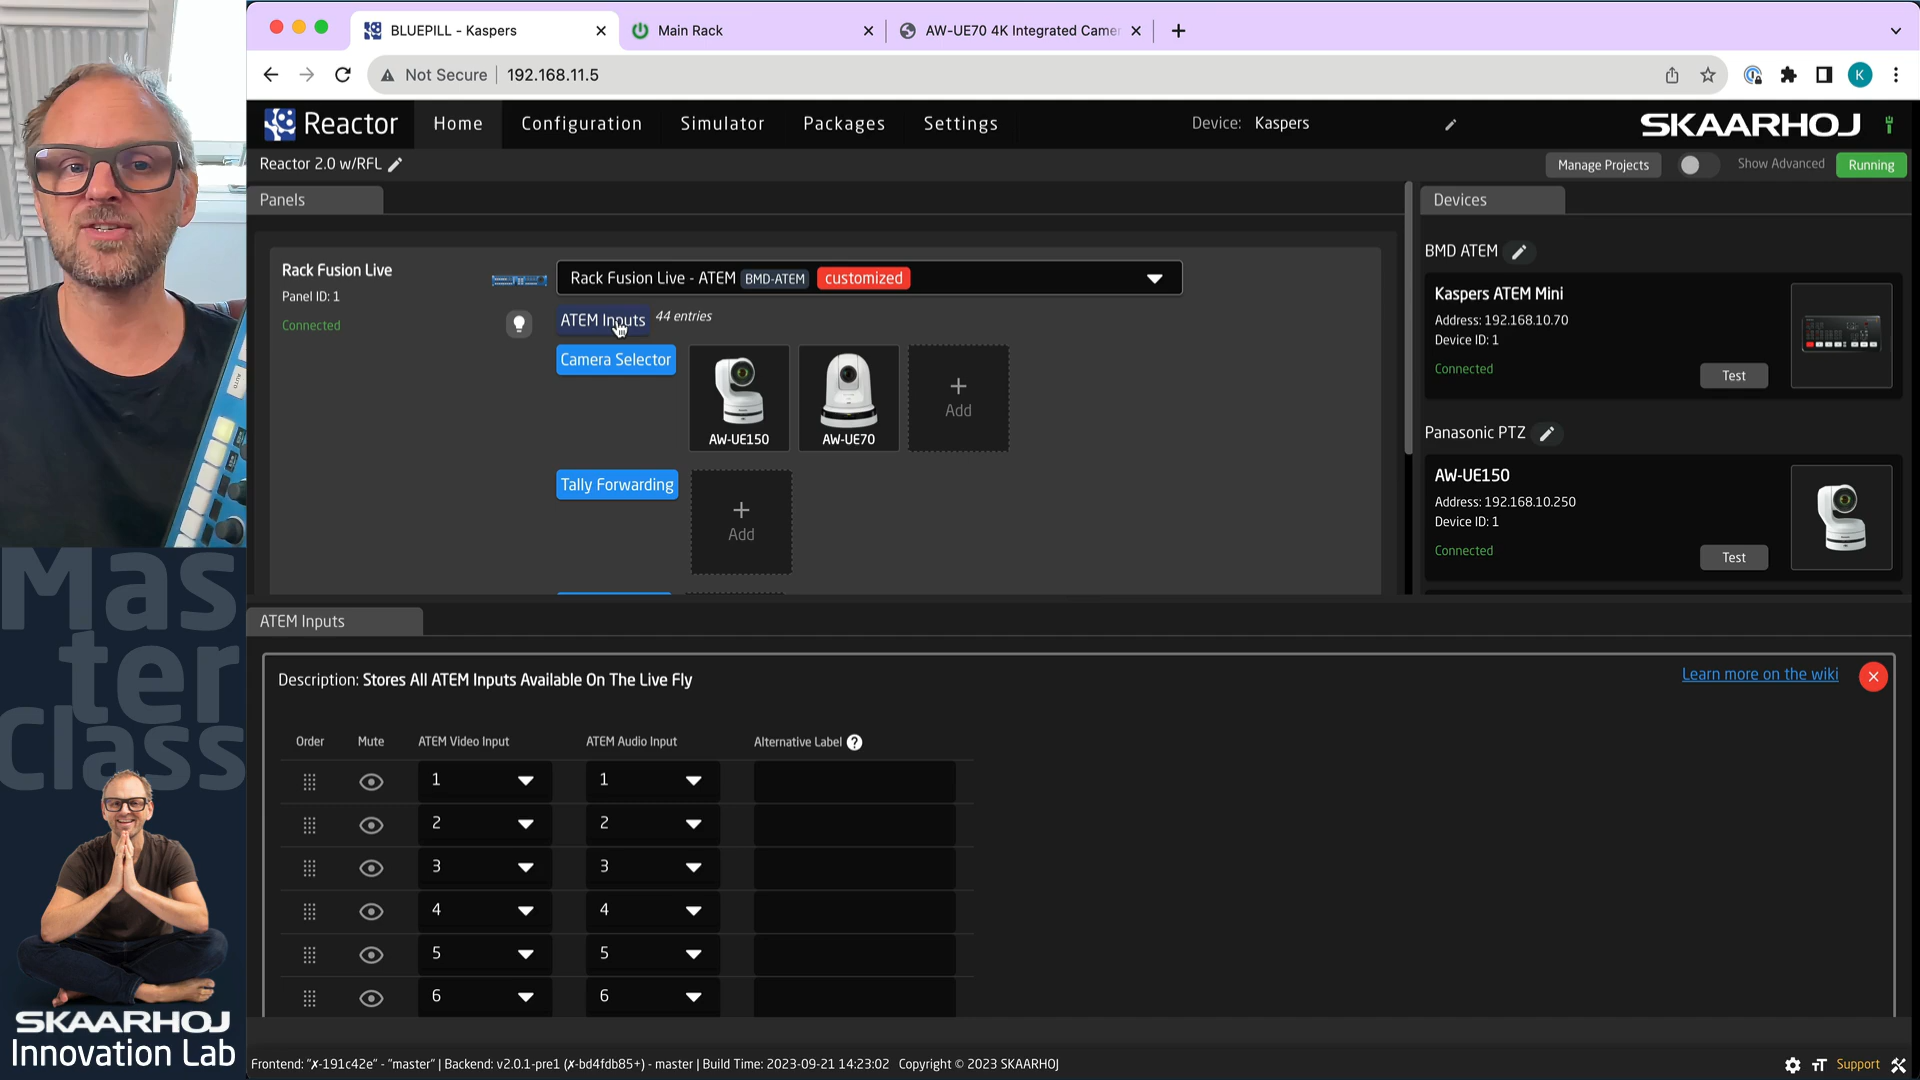 BLUEPILL - Kaspers
Main Rack
AW-UE70 4K Integrated Camer
Not Secure
192.168.11.5
K
Reactor
Home
Configuration
Simulator
Packages
Settings
Device: Kaspers
SKAARHOJ
Reactor 2.0 w/RFL
Manage Projects
Show Advanced
Running
Panels
Devices
Rack Fusion Live
Panel ID: 1
Connected
Rack Fusion Live - ATEM BMD-ATEM customized
ATEM Inputs 44 entries
Camera Selector
AW-UE150
AW-UE70
+
Add
Tally Forwarding
+
Add
BMD ATEM
Kaspers ATEM Mini
Address: 192.168.10.70
Device ID: 1
Connected
Test
Panasonic PTZ
AW-UE150
Address: 192.168.10.250
Device ID: 1
Connected
Test
ATEM Inputs
Description: Stores All ATEM Inputs Available On The Live Fly
Learn more on the wiki
Order Mute ATEM Video Input ATEM Audio Input Alternative Label ?
1 1
2 2
3 3
4 4
5 5
6 6
Frontend: "✗-191c42e" - "master" | Backend: v2.0.1-pre1 (✗-bd4fdb85+) - master | Build Time: 2023-09-21 14:23:02 Copyright © 2023 SKAARHOJ
Support
AUTO
Mas
ter
Class
SKAARHOJ
Innovation Lab